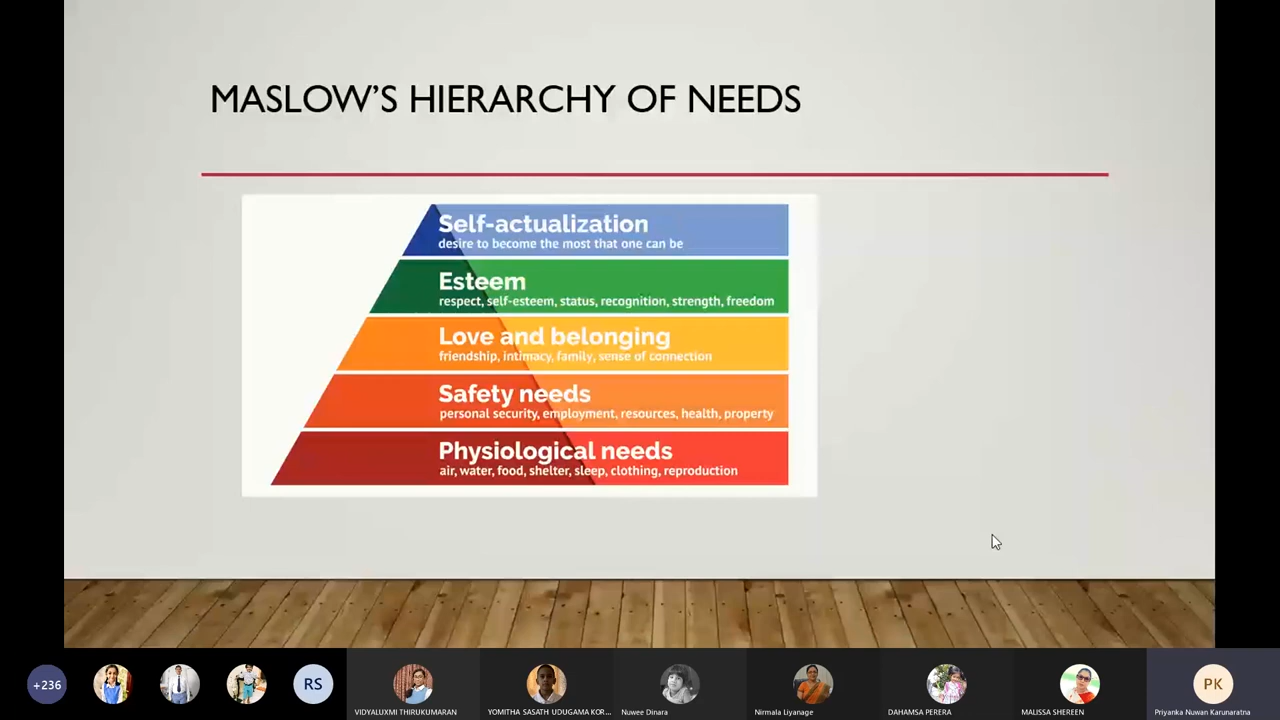 MASLOW'S HIERARCHY OF NEEDS
Self-actualization
desire to become the most that one can be
Esteem
respect, self-esteem, status, recognition, strength, freedom
Love and belonging
friendship, intimacy, family, sense of connection
Safety needs
personal security, employment, resources, health, property
Physiological needs
air, water, food, shelter, sleep, clothing, reproduction
+236
RS
PK
VIDYALUXMI THIRUKUMARAN
YOMITHA SASATH UDUGAMA KOR...
Nuwee Dinara
Nirmala Liyanage
DAHAMSA PERERA
MALISSA SHEREEN
Priyanka Nuwan Karunaratna